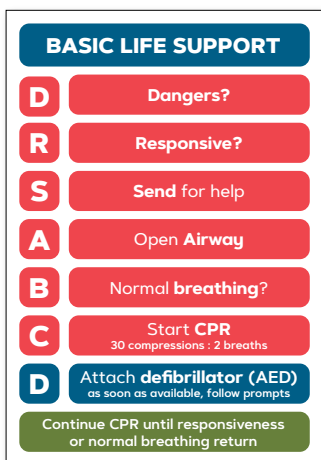 BASIC LIFE SUPPORT
D Dangers?
R Responsive?
S Send for help
A Open Airway
B Normal breathing?
C Start CPR
30 compressions : 2 breaths
D Attach defibrillator (AED)
as soon as available, follow prompts
Continue CPR until responsiveness
or normal breathing return